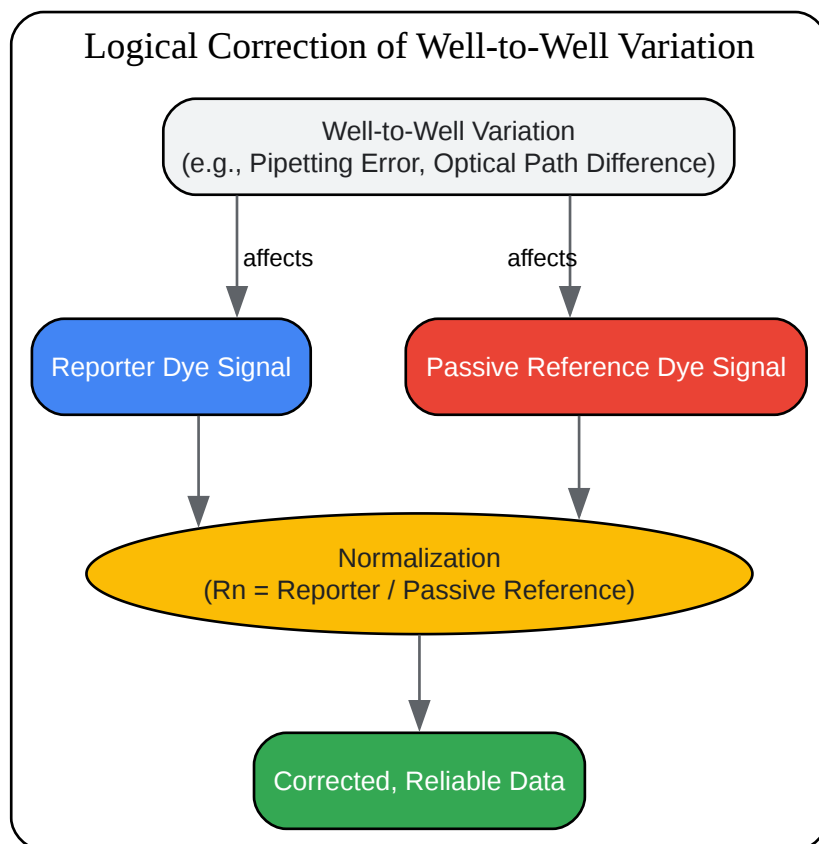 Logical Correction of Well-to-Well Variation
Well-to-Well Variation
(e.g., Pipetting Error, Optical Path Difference)
affects
affects
Reporter Dye Signal
Passive Reference Dye Signal
Normalization
(Rn = Reporter / Passive Reference)
Corrected, Reliable Data